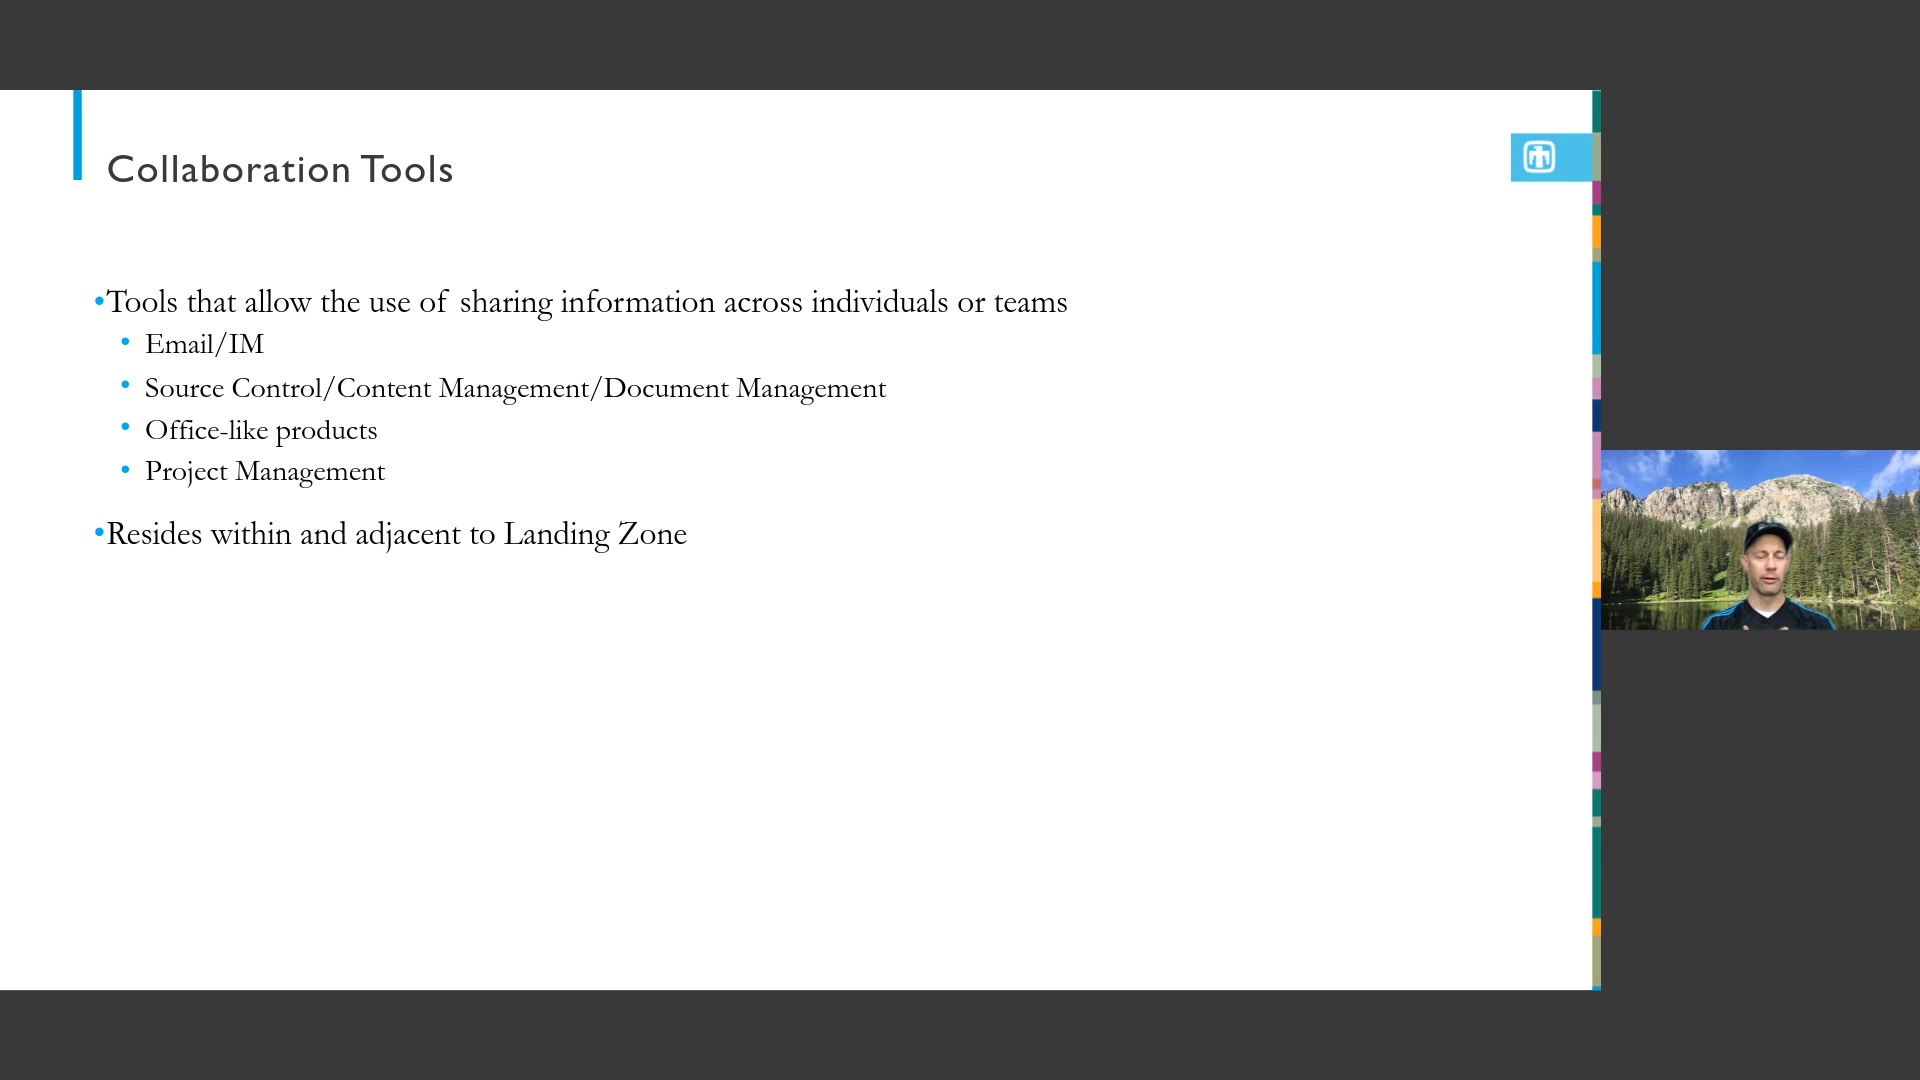 Collaboration Tools
•Tools that allow the use of sharing information across individuals or teams
• Email/IM
• Source Control/Content Management/Document Management
• Office-like products
• Project Management
•Resides within and adjacent to Landing Zone